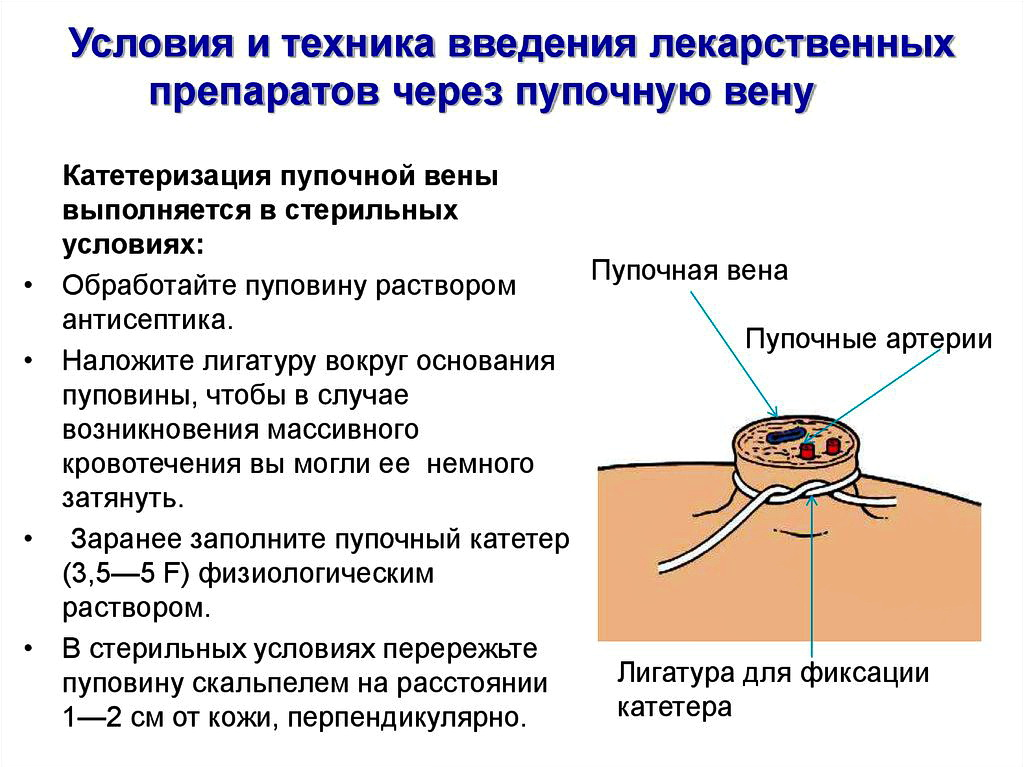 Условия и техника введения лекарственных
препаратов через пупочную вену
Катетеризация пупочной вены
выполняется в стерильных
условиях:
• Обработайте пуповину раствором
антисептика.
• Наложите лигатуру вокруг основания
пуповины, чтобы в случае
возникновения массивного
кровотечения вы могли ее немного
затянуть.
• Заранее заполните пупочный катетер
(3,5—5 F) физиологическим
раствором.
• В стерильных условиях перережьте
пуповину скальпелем на расстоянии
1—2 см от кожи, перпендикулярно.
Пупочная вена
Пупочные артерии
Лигатура для фиксации
катетера